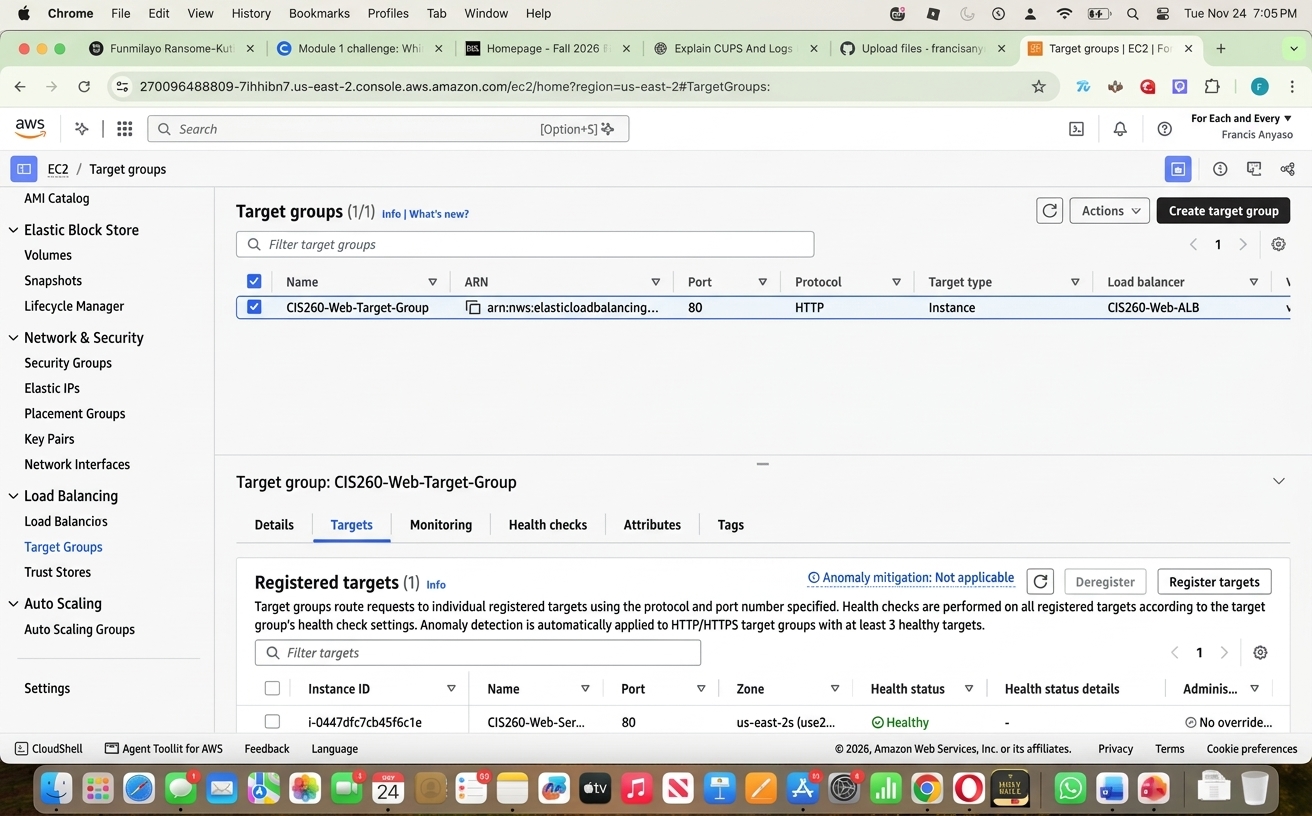 Chrome File Edit View History Bookmarks Profiles Tab Window Help Tue Nov 24 7:05 PM
Funmilayo Ransome-Kuti Module 1 challenge: Whi Homepage - Fall 2026 Explain CUPS And Logs Upload files - francisany Target groups | EC2 | For
270096488809-7ihhibn7.us-east-2.console.aws.amazon.com/ec2/home?region=us-east-2#TargetGroups: F
aws Search [Option+S] For Each and Every
Francis Anyaso
EC2 / Target groups
AMI Catalog
Elastic Block Store
Volumes
Snapshots
Lifecycle Manager
Network & Security
Security Groups
Elastic IPs
Placement Groups
Key Pairs
Network Interfaces
Load Balancing
Load Balancios
Target Groups
Trust Stores
Auto Scaling
Auto Scaling Groups
Settings
Target groups (1/1) Info | What's new? Actions Create target group
Filter target groups 1
Name ARN Port Protocol Target type Load balancer
CIS260-Web-Target-Group arn:nws:elasticloadbalancing... 80 HTTP Instance CIS260-Web-ALB
Target group: CIS260-Web-Target-Group
Details Targets Monitoring Health checks Attributes Tags
Registered targets (1) Info Anomaly mitigation: Not applicable Deregister Register targets
Target groups route requests to individual registered targets using the protocol and port number specified. Health checks are performed on all registered targets according to the target
group's health check settings. Anomaly detection is automatically applied to HTTP/HTTPS target groups with at least 3 healthy targets.
Filter targets 1
Instance ID Name Port Zone Health status Health status details Adminis...
i-0447dfc7cb45f6c1e CIS260-Web-Ser... 80 us-east-2s (use2... Healthy - No override...
CloudShell Agent Toollit for AWS Feedback Language © 2026, Amazon Web Services, Inc. or its affiliates. Privacy Terms Cookie preferences
24 tv